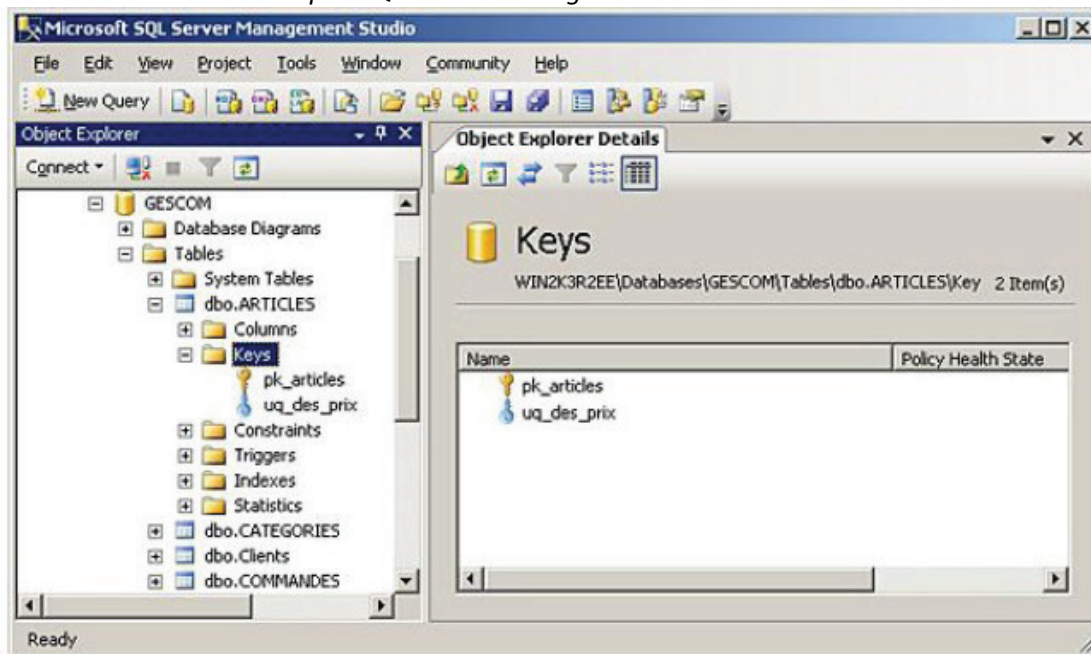 Microsoft SQL Server Management Studio
File Edit View Project Tools Window Community Help
New Query
Object Explorer
Connect
GESCOM
Database Diagrams
Tables
System Tables
dbo.ARTICLES
Columns
Keys
pk_articles
uq_des_prix
Constraints
Triggers
Indexes
Statistics
dbo.CATEGORIES
dbo.Clients
dbo.COMMANDES
Object Explorer Details
Keys
WIN2K3R2EE\Databases\GESCOM\Tables\dbo.ARTICLES\Key 2 Item(s)
Name Policy Health State
pk_articles
uq_des_prix
Ready